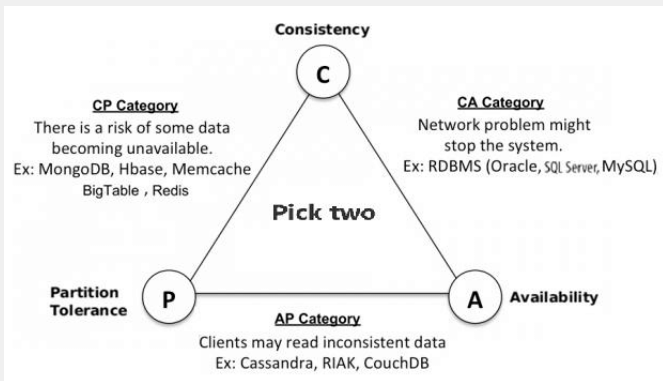 Consistency
C
CP Category
There is a risk of some data
becoming unavailable.
Ex: MongoDB, Hbase, Memcache
BigTable , Redis
CA Category
Network problem might
stop the system.
Ex: RDBMS (Oracle, SQL Server, MySQL)
Pick two
Partition
Tolerance
P
A
Availability
AP Category
Clients may read inconsistent data
Ex: Cassandra, RIAK, CouchDB